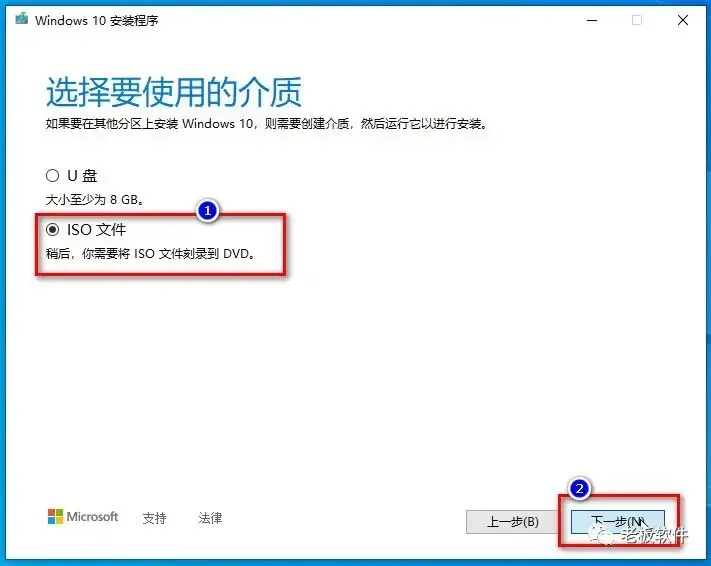 Windows 10 安装程序
选择要使用的介质
如果要在其他分区上安装 Windows 10，则需要创建介质，然后运行它以进行安装。
U 盘
大小至少为 8 GB。
1
ISO 文件
稍后，你需要将 ISO 文件刻录到 DVD。
2
Microsoft 支持 法律 上一步(B) 下一步(N)
老板软件